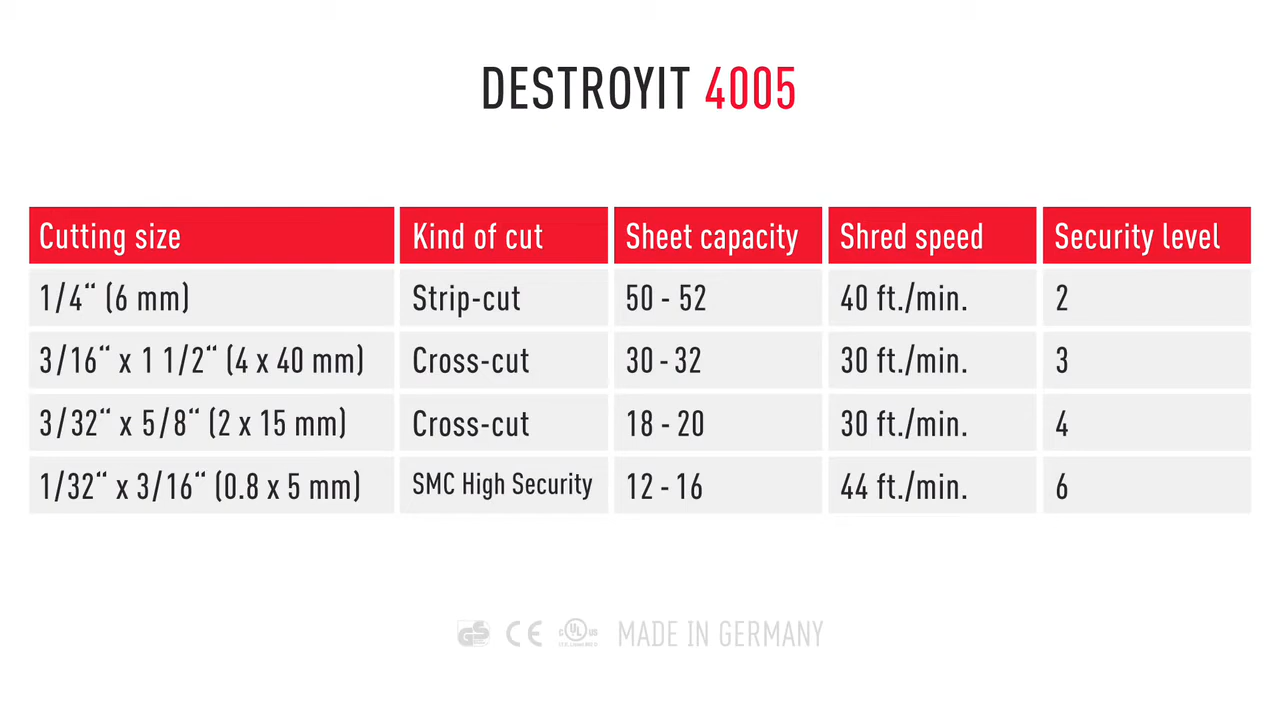 DESTROYIT 4005
Cutting size Kind of cut Sheet capacity Shred speed Security level
1/4“ (6 mm) Strip-cut 50 - 52 40 ft./min. 2
3/16“ x 1 1/2“ (4 x 40 mm) Cross-cut 30 - 32 30 ft./min. 3
3/32“ x 5/8“ (2 x 15 mm) Cross-cut 18 - 20 30 ft./min. 4
1/32“ x 3/16“ (0.8 x 5 mm) SMC High Security 12 - 16 44 ft./min. 6
GS CE c UL US MADE IN GERMANY